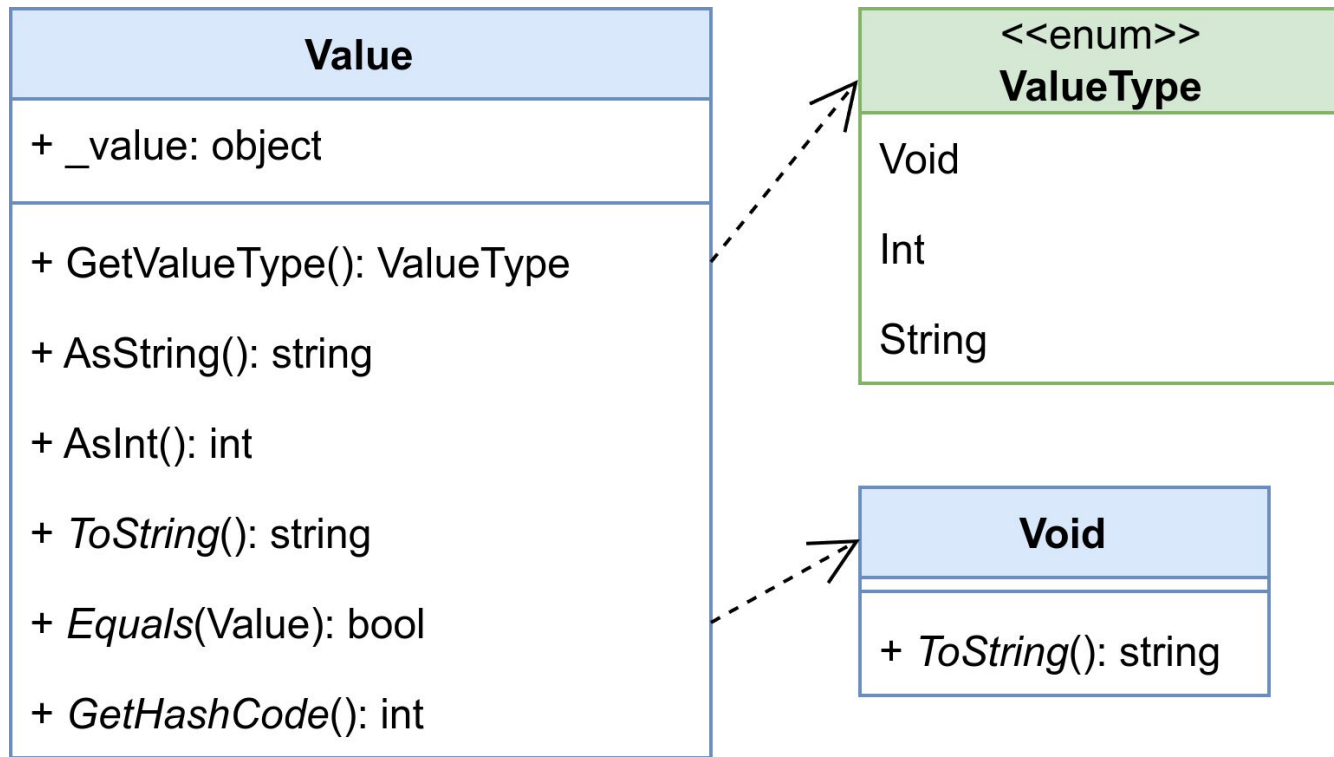 Value
+ _value: object
+ GetValueType(): ValueType
+ AsString(): string
+ AsInt(): int
+ ToString(): string
+ Equals(Value): bool
+ GetHashCode(): int
<<enum>>
ValueType
Void
Int
String
Void
+ ToString(): string